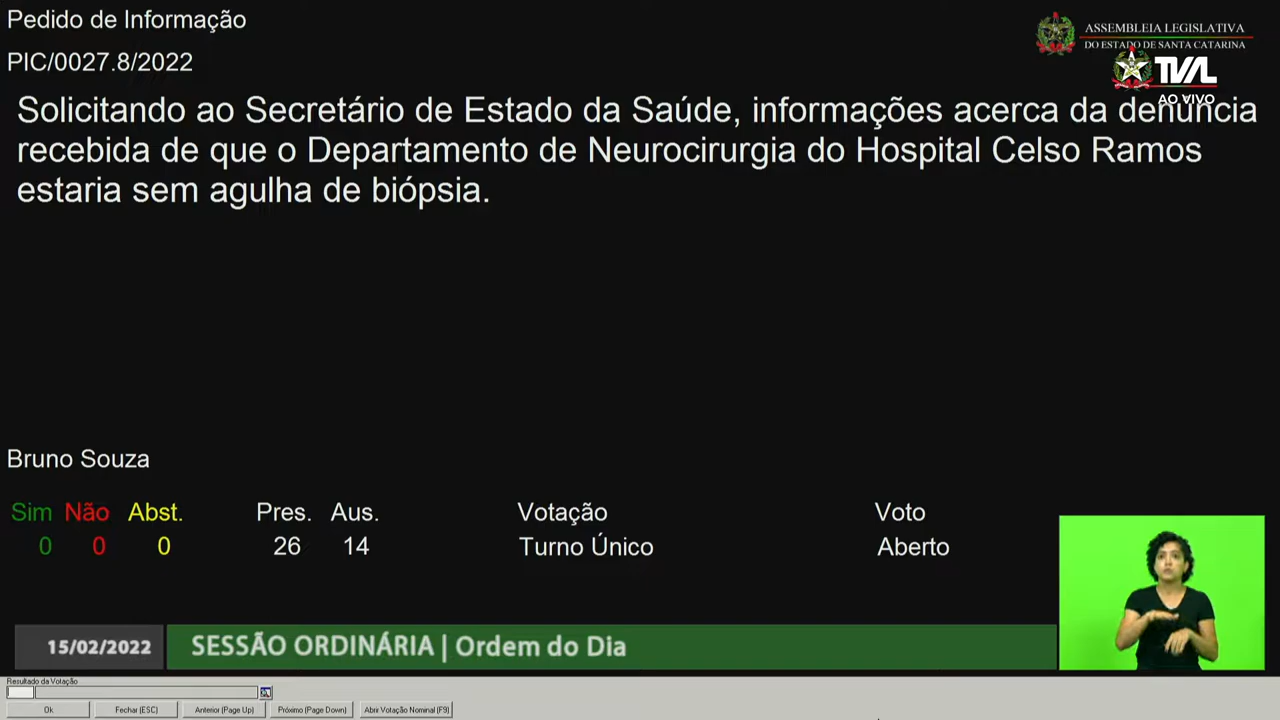 Pedido de Informação
PIC/0027.8/2022
ASSEMBLEIA LEGISLATIVA
DO ESTADO DE SANTA CATARINA
TVAL
AO VIVO
Solicitando ao Secretário de Estado da Saúde, informações acerca da denúncia
recebida de que o Departamento de Neurocirurgia do Hospital Celso Ramos
estaria sem agulha de biópsia.
Bruno Souza
Sim Não Abst. Pres. Aus. Votação Voto
0 0 0 26 14 Turno Único Aberto
15/02/2022 SESSÃO ORDINÁRIA | Ordem do Dia
Resultado da Votação
Ok Fechar (ESC) Anterior (Page Up) Próximo (Page Down) Abrir Votação Nominal (F9)